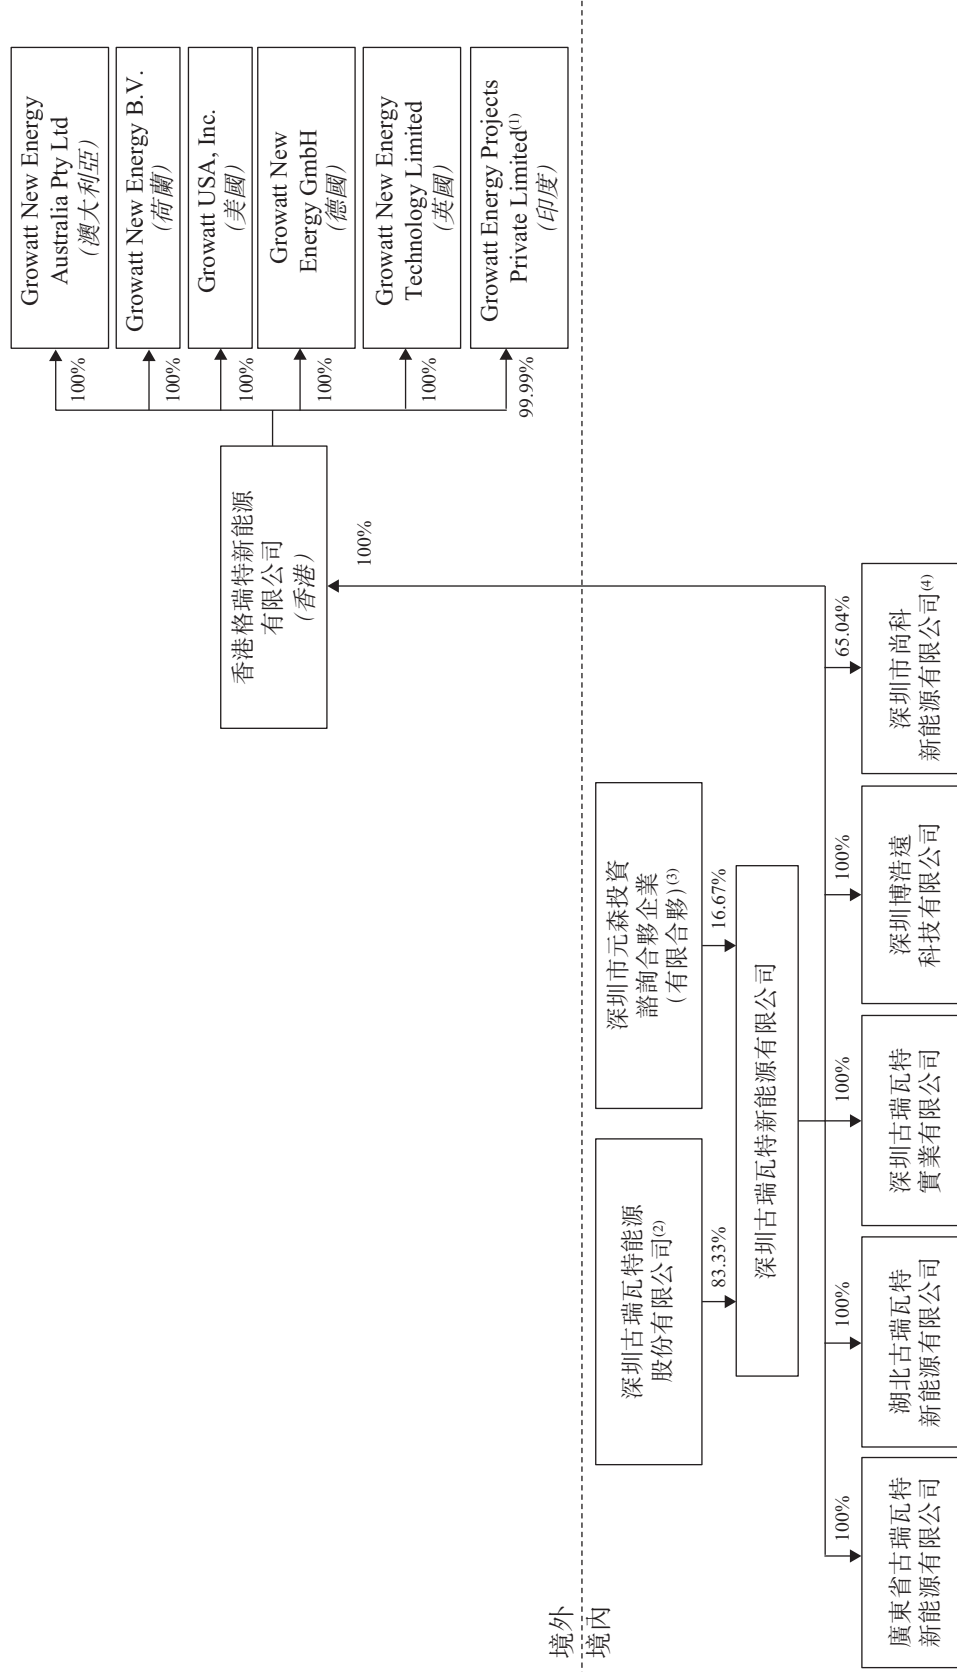 深圳古瑞瓦特能源
股份有限公司(2)
深圳市元森投資
諮詢合夥企業
(有限合夥)(3)
83.33%
16.67%
深圳古瑞瓦特新能源有限公司
境外
境內
100%
100%
100%
100%
65.04%
廣東省古瑞瓦特
新能源有限公司
湖北古瑞瓦特
新能源有限公司
深圳古瑞瓦特
實業有限公司
深圳博浩遠
科技有限公司
深圳市尚科
新能源有限公司(4)
100%
香港格瑞特新能源
有限公司
(香港)
100%
100%
100%
100%
100%
99.99%
Growatt New Energy
Australia Pty Ltd
(澳大利亞)
Growatt New Energy B.V.
(荷蘭)
Growatt USA, Inc.
(美國)
Growatt New
Energy GmbH
(德國)
Growatt New Energy
Technology Limited
(英國)
Growatt Energy Projects
Private Limited(1)
(印度)